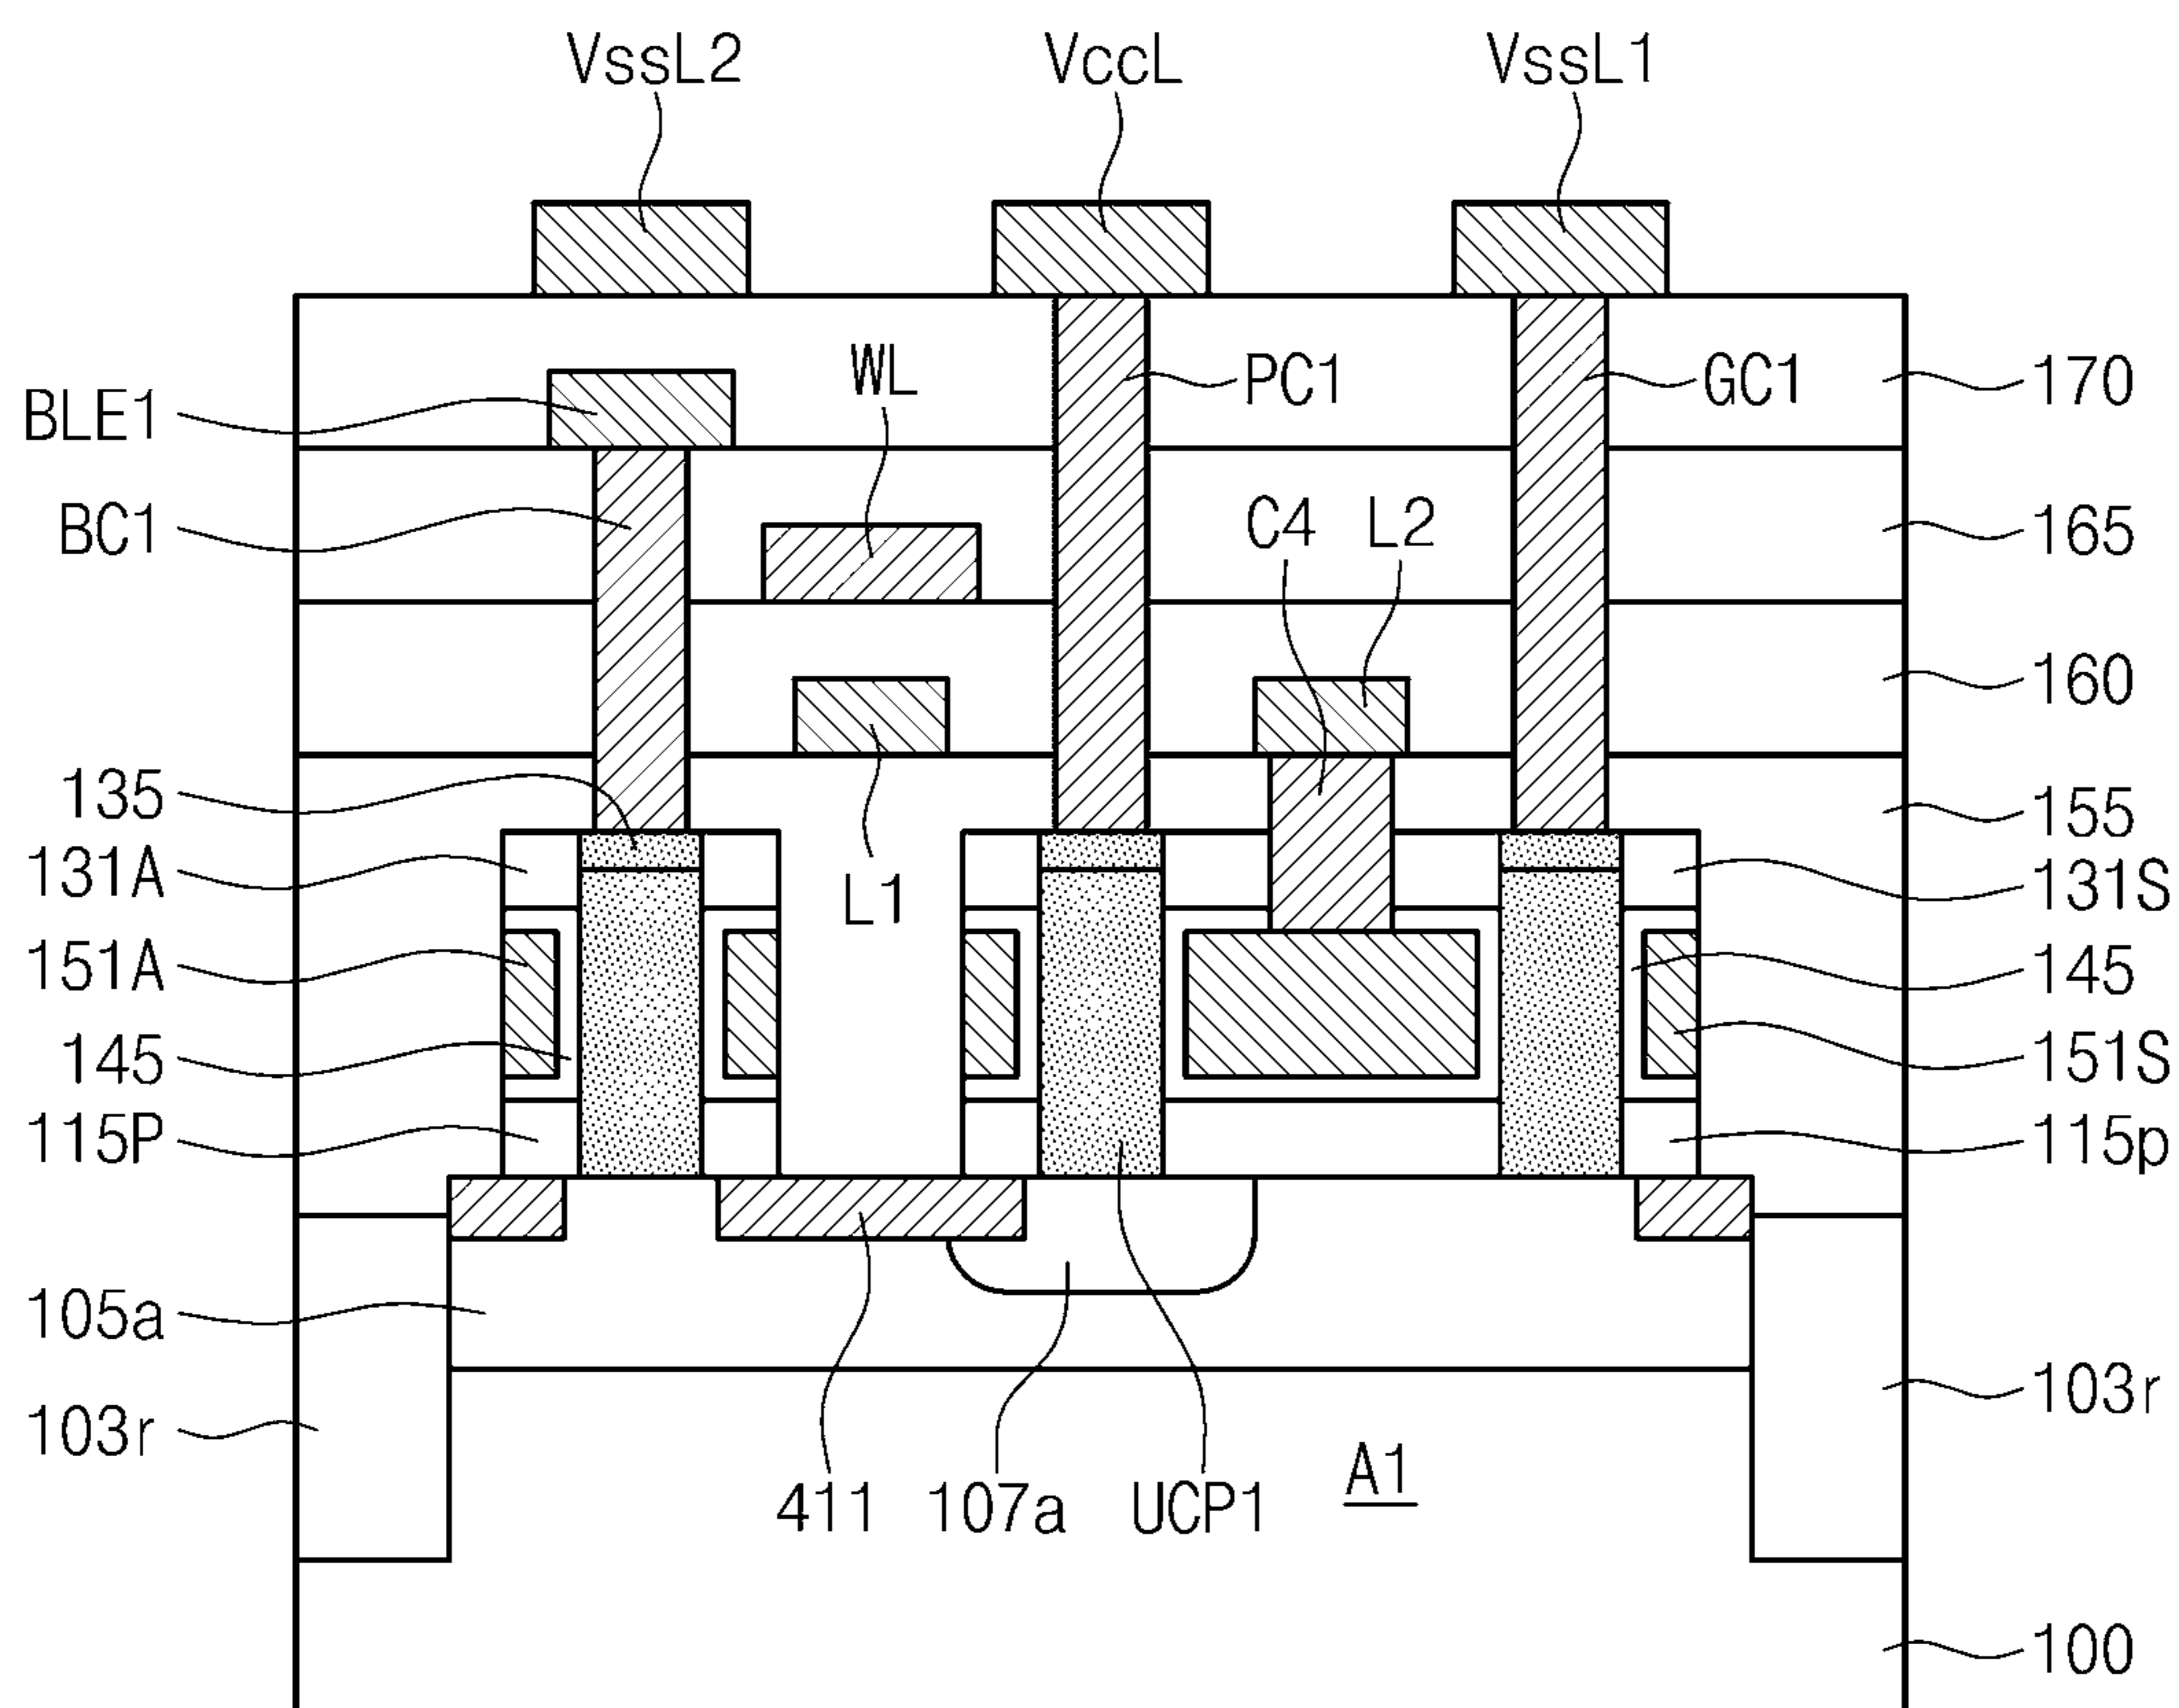 VssL2 VccL VssL1
BLE1 WL PC1 GC1 170
BC1 C4 L2 165
160
135 155
131A L1 131S
151A 145
145 151S
115P 115p
105a
103r 103r
411 107a UCP1 A1
100